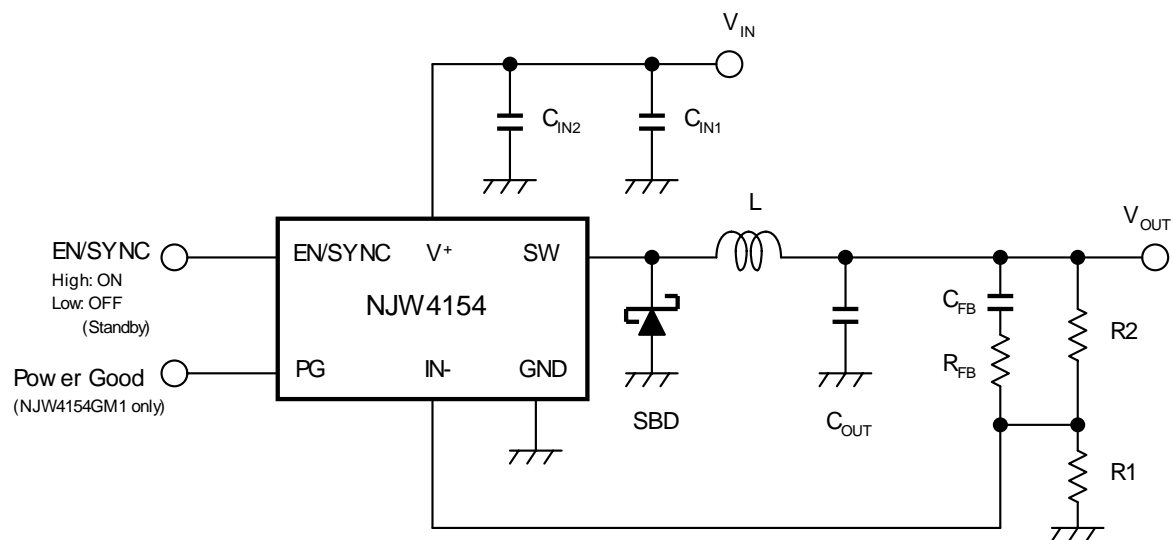 VIN
CIN2
CIN1
L
VOUT
EN/SYNC
High: ON
Low: OFF
(Standby)
EN/SYNC V+ SW
NJW4154
CFB
R2
Power Good
(NJW4154GM1 only)
PG IN- GND
RFB
SBD
COUT
R1